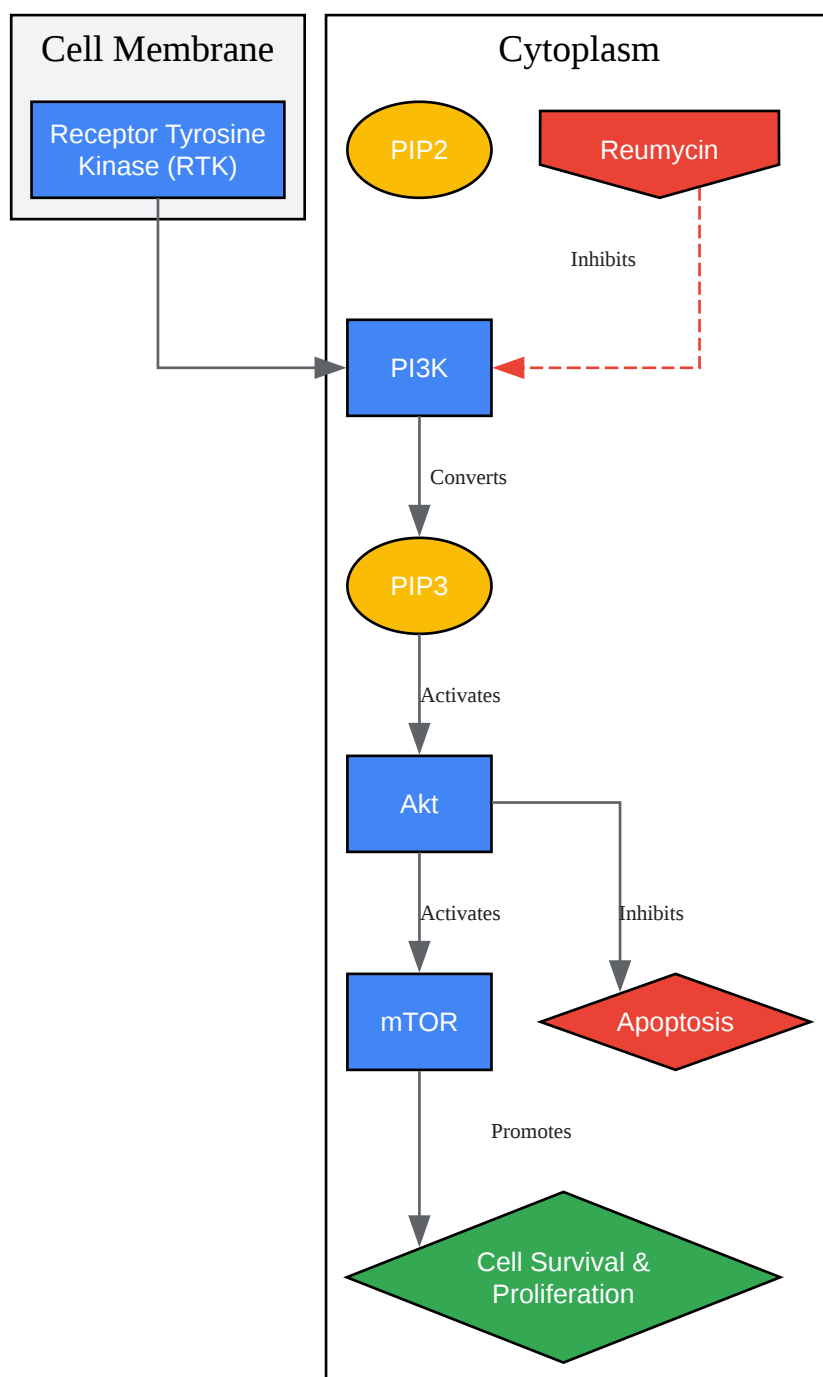 Cell Membrane
Cytoplasm
Receptor Tyrosine
Kinase (RTK)
PIP2
Reumycin
Inhibits
PI3K
Converts
PIP3
Activates
Akt
Activates
Inhibits
mTOR
Apoptosis
Promotes
Cell Survival &
Proliferation